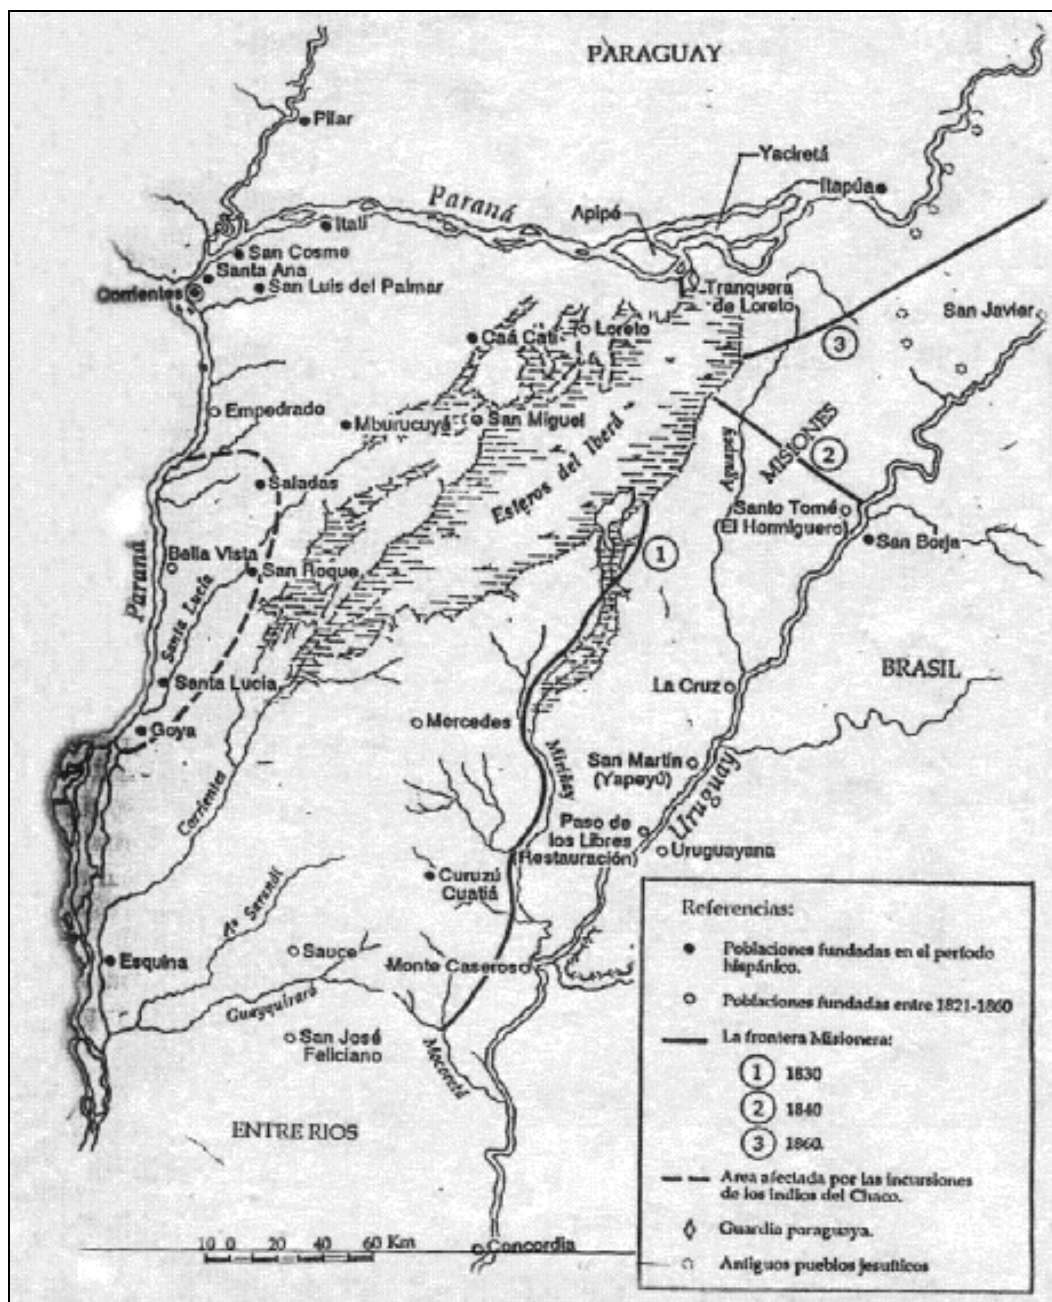 PARAGUAY
Pilar
Yaciretá
Itapúa
Paraná
Apipé
Itatí
San Cosme
Santa Ana
Corrientes
San Luis del Palmar
Tranquera
de Loreto
San Javier
Loreto
Caá Catí
3
Empedrado
Mburucuyá
San Miguel
Esteros del Iberá
Aguapey
MISIONES
2
Saladas
Santo Tomé
(El Hormiguero)
San Borja
Paraná
Bella Vista
San Roque
1
Santa Lucía
Santa Lucia
BRASIL
La Cruz
Goya
Mercedes
Miriñay
San Martín
(Yapeyú)
Uruguay
Corrientes
Paso de
los Libres
(Restauración)
Uruguayana
Curuzú
Cuatiá
Sauce
Monte Caseros
Esquina
Guayquiraró
San José
Feliciano
Mocoretá
ENTRE RIOS
Concordia
10 0 20 40 60 Km
Referencias:
Poblaciones fundadas en el período
hispánico.
Poblaciones fundadas entre 1821-1860
La frontera Misionera:
1 1830
2 1840
3 1860.
Area afectada por las incursiones
de los indios del Chaco.
Guardia paraguaya.
Antiguos pueblos jesuíticos